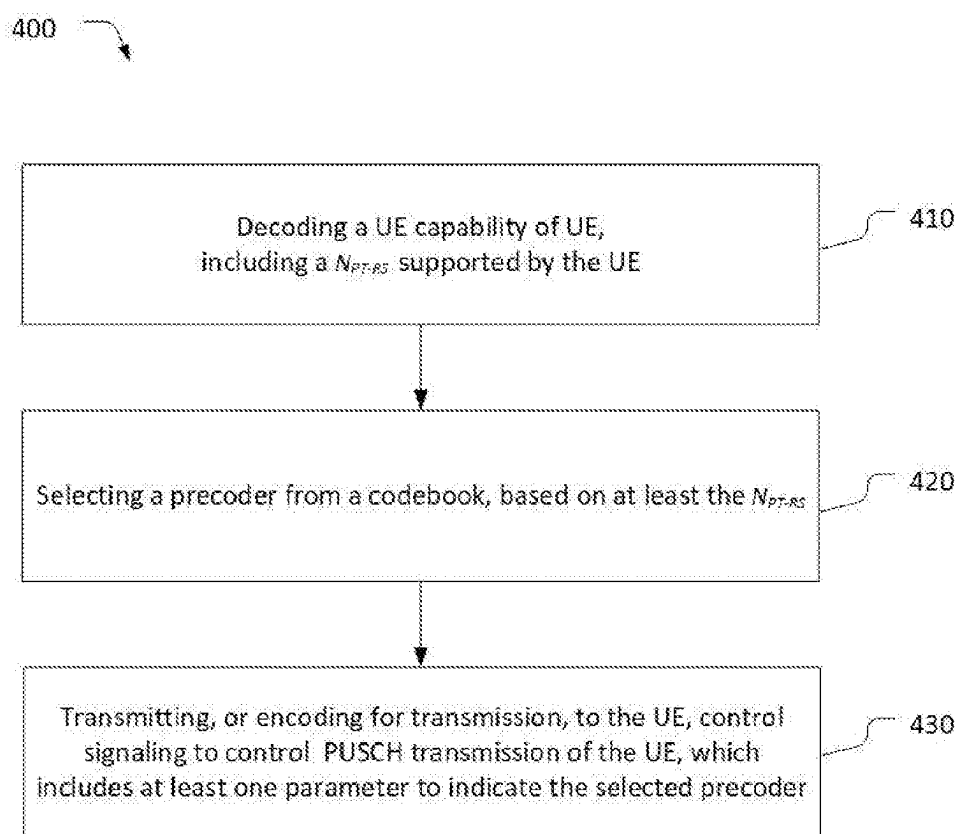 400
Decoding a UE capability of UE,
including a N_PT-RS supported by the UE
410
Selecting a precoder from a codebook, based on at least the N_PT-RS
420
Transmitting, or encoding for transmission, to the UE, control
signaling to control PUSCH transmission of the UE, which
includes at least one parameter to indicate the selected precoder
430